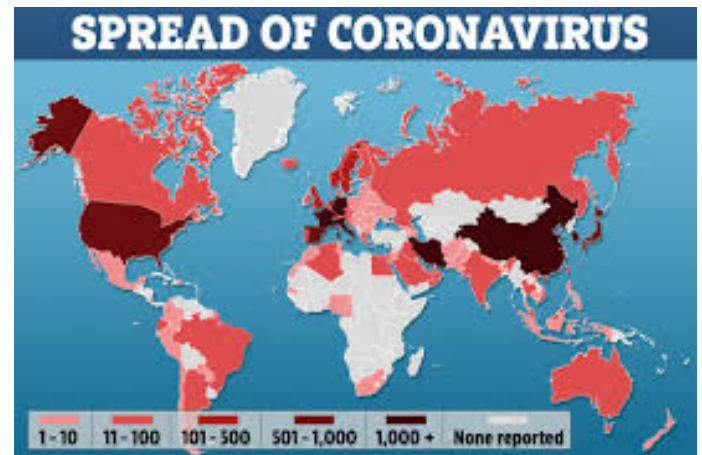 SPREAD OF CORONAVIRUS
1-10 11-100 101-500 501-1,000 1,000+ None reported